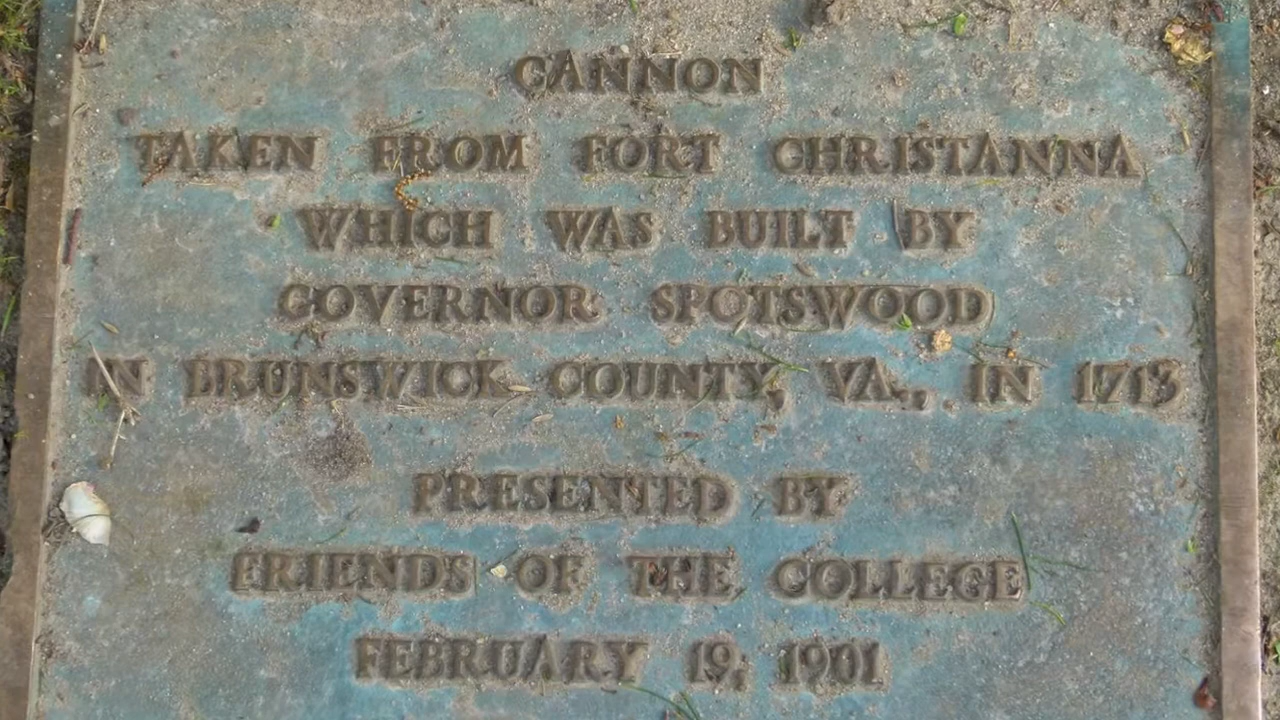 CANNON
TAKEN FROM FORT CHRISTANNA
WHICH WAS BUILT BY
GOVERNOR SPOTSWOOD
IN BRUNSWICK COUNTY, VA., IN 1713
PRESENTED BY
FRIENDS OF THE COLLEGE
FEBRUARY 19, 1901